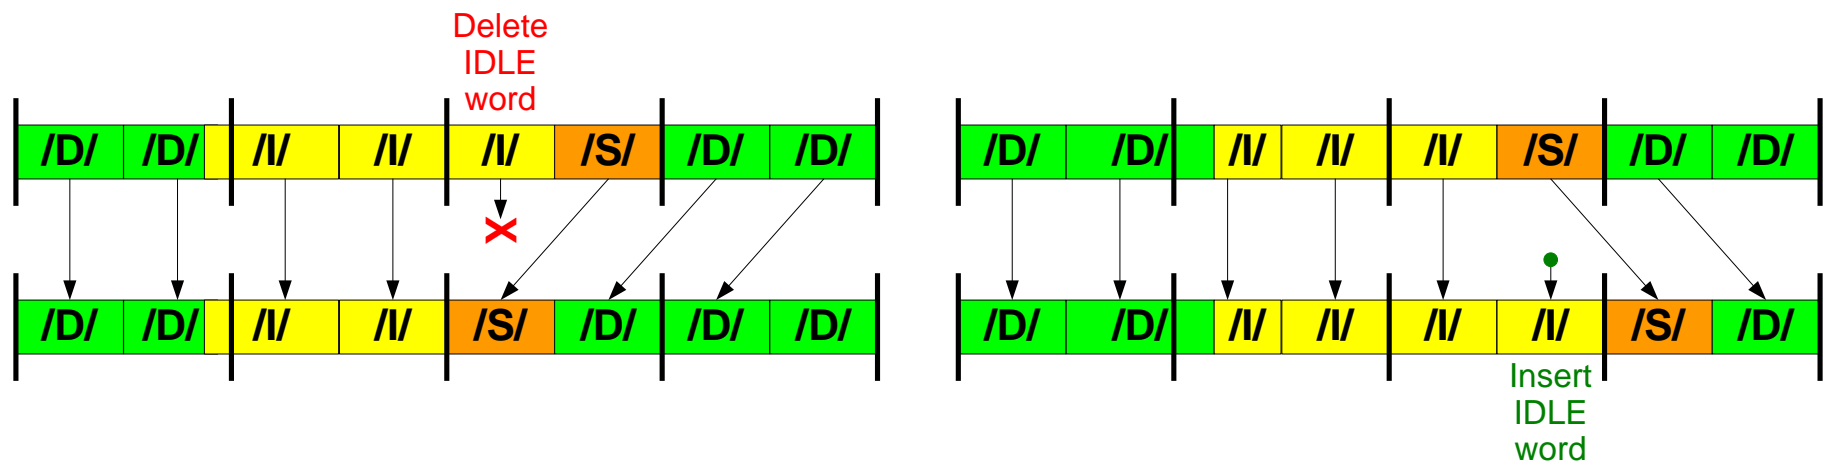 Delete
IDLE
word
/D/ /D/ /I/ /I/ /I/ /S/ /D/ /D/
/D/ /D/ /I/ /I/ /I/ /S/ /D/ /D/
X
/D/ /D/ /I/ /I/ /S/ /D/ /D/ /D/
/D/ /D/ /I/ /I/ /I/ /I/ /S/ /D/
Insert
IDLE
word